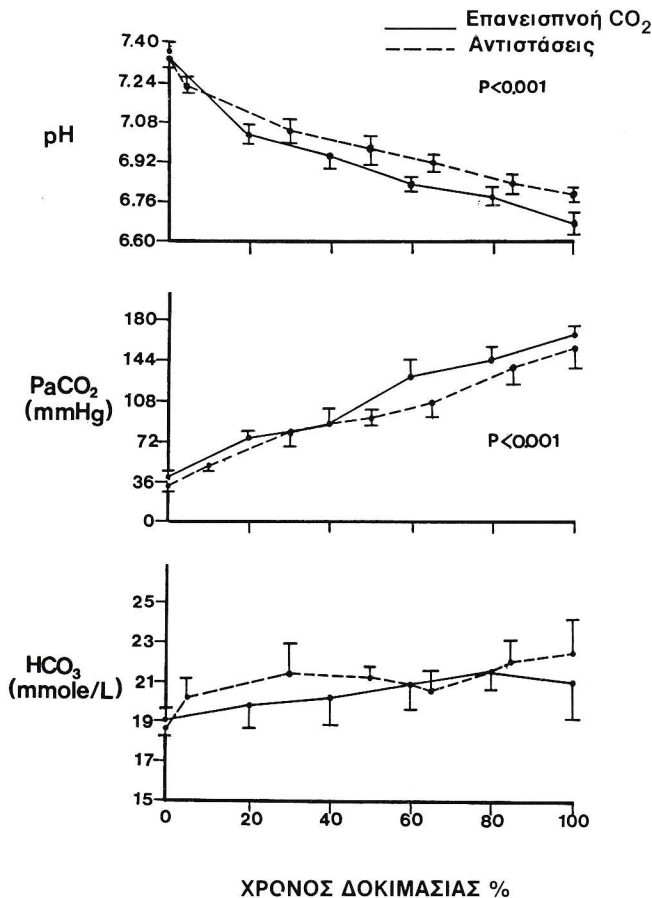 Επανεισπνοή CO₂
Αντιστάσεις
P<0.001
pH
7.40
7.24
7.08
6.92
6.76
6.60
PaCO₂
(mmHg)
180
144
108
72
36
0
P<0.001
HCO₃
(mmole/L)
25
23
21
19
17
15
0 20 40 60 80 100
ΧΡΟΝΟΣ ΔΟΚΙΜΑΣΙΑΣ %